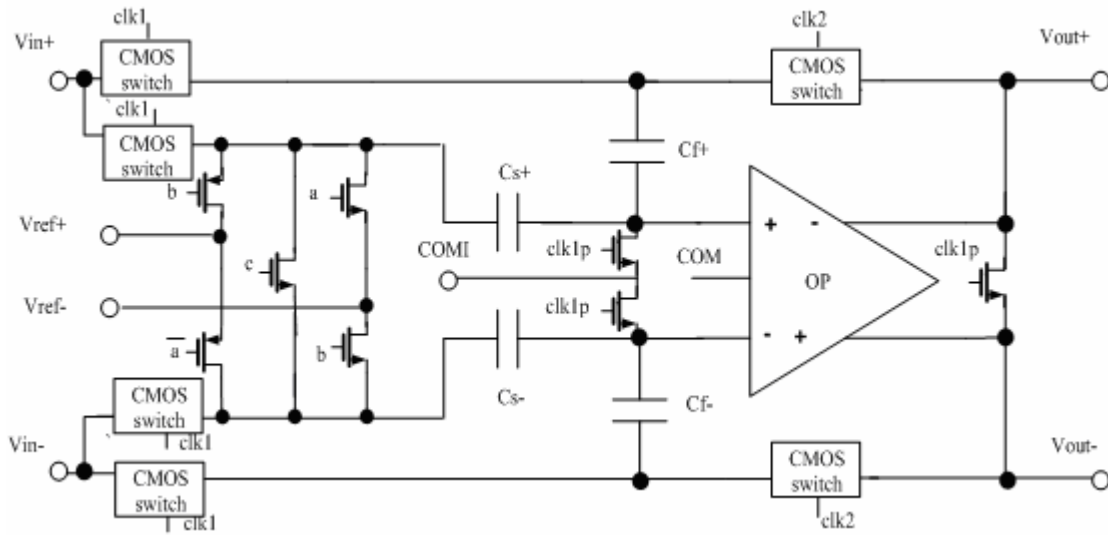 clk1
clk2
Vin+
CMOS
switch
CMOS
switch
Vout+
`clk1
CMOS
switch
Cf+
Cs+
b
a
Vref+
clk1p
COMI
COM
+
-
clk1p
c
OP
Vref-
clk1p
a
b
-
+
Cs-
Cf-
CMOS
switch
`
clk1
Vin-
CMOS
switch
CMOS
switch
Vout-
clk1
clk2